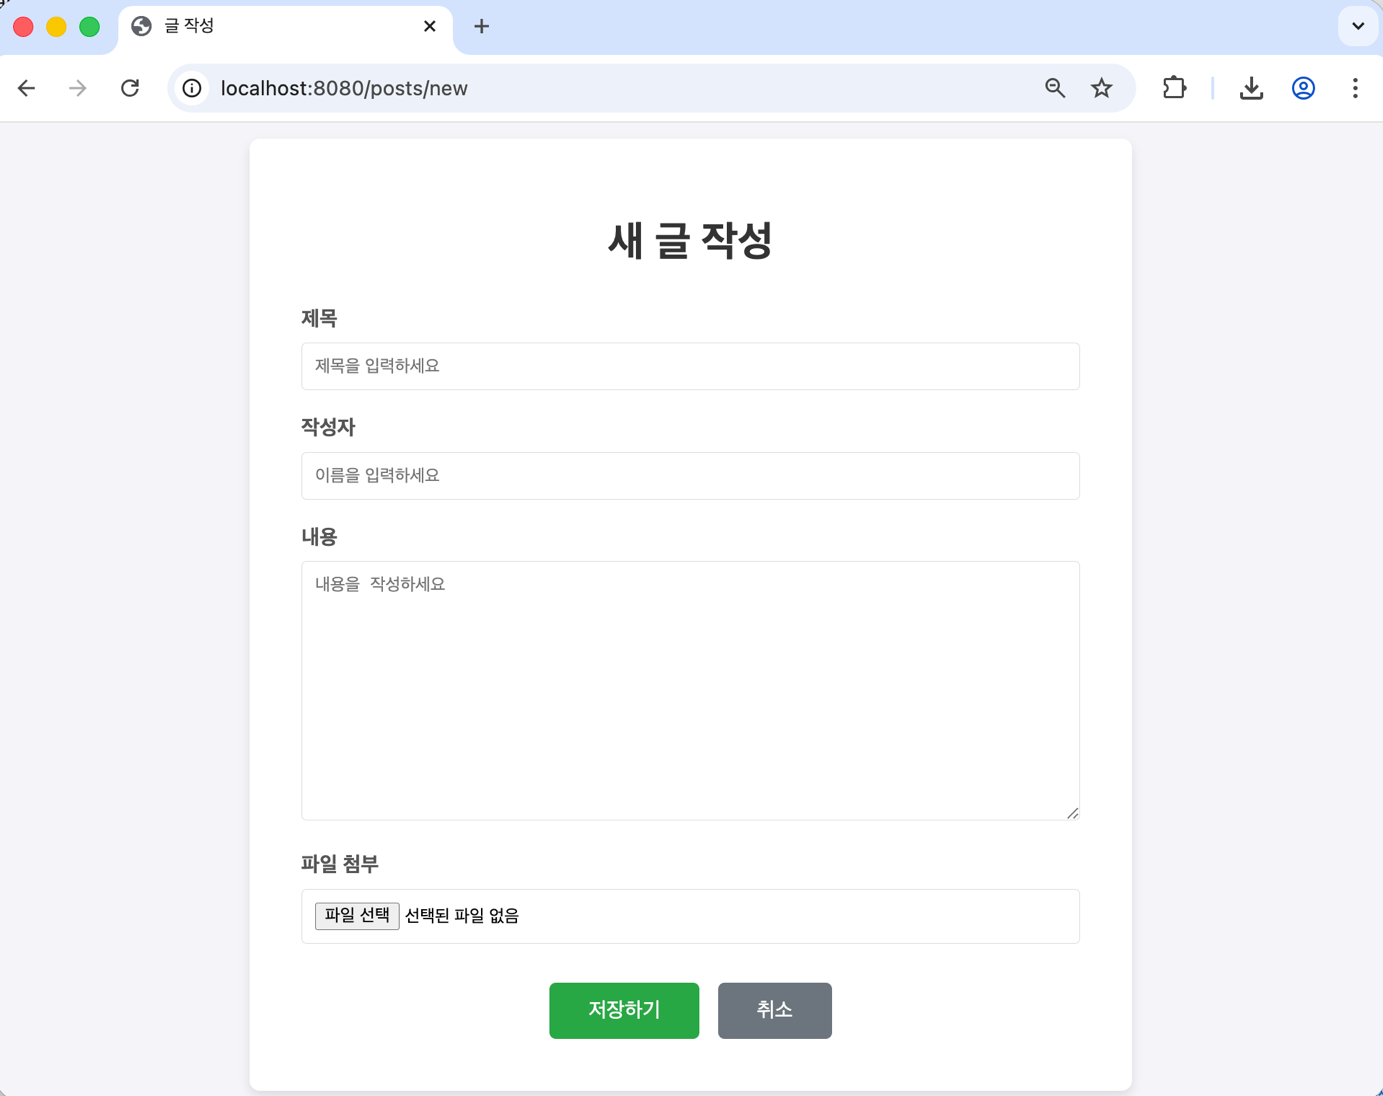 글 작성
localhost:8080/posts/new
새 글 작성
제목
제목을 입력하세요
작성자
이름을 입력하세요
내용
내용을 작성하세요
파일 첨부
파일 선택 선택된 파일 없음
저장하기 취소